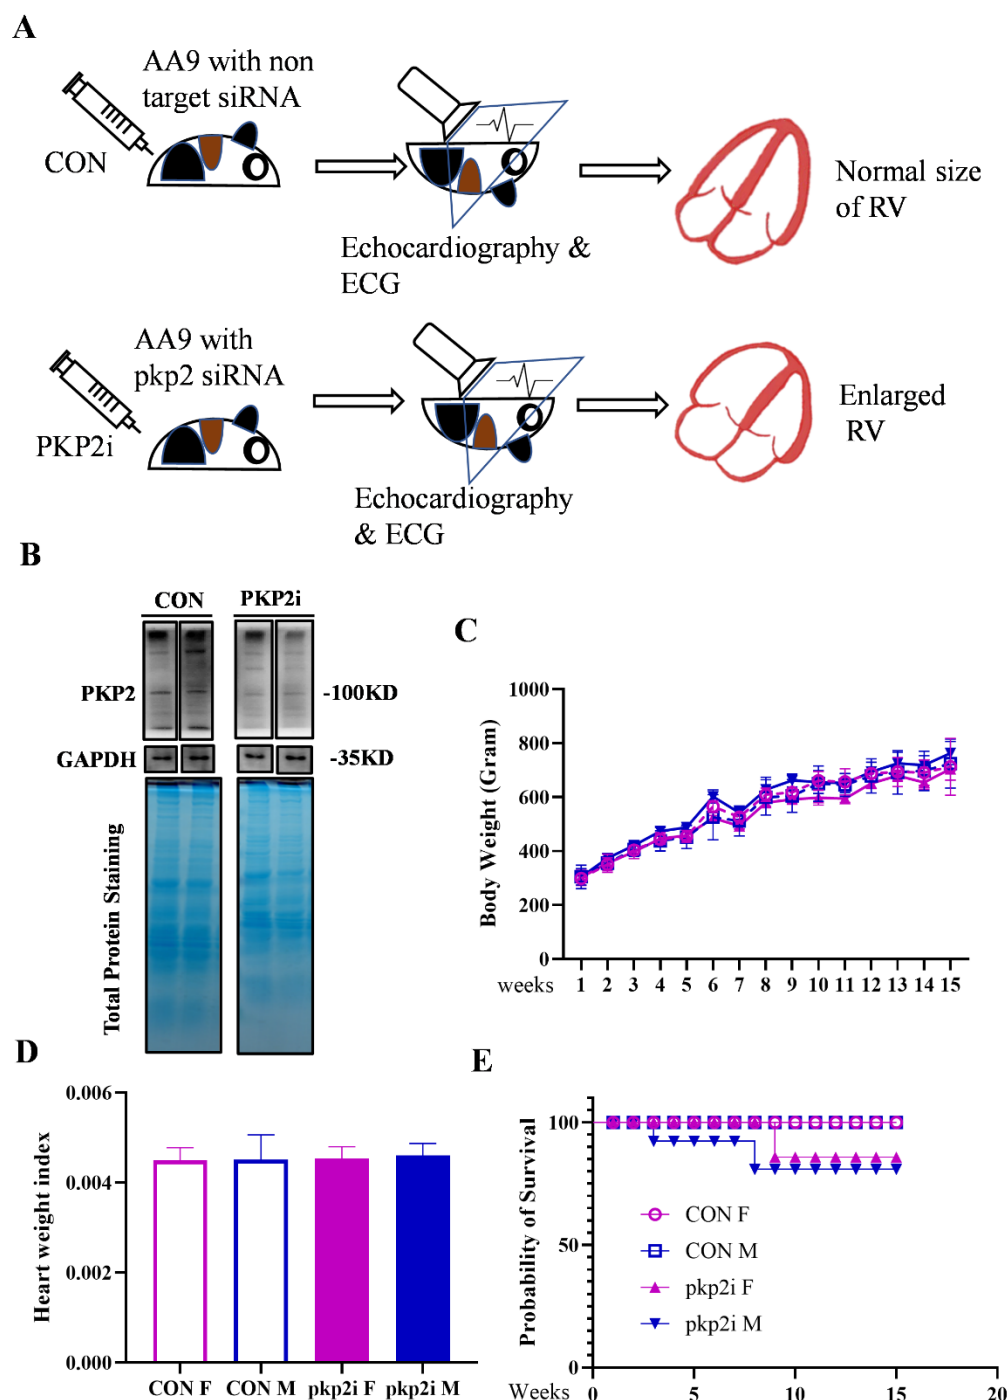 A
AA9 with non
target siRNA
CON
Echocardiography &
ECG
Normal size
of RV
AA9 with
pkp2 siRNA
PKP2i
Echocardiography
& ECG
Enlarged
RV
B
CON PKP2i
PKP2
-100KD
GAPDH
-35KD
Total Protein Staining
C
Body Weight (Gram)
1000
800
600
400
200
0
weeks 1 2 3 4 5 6 7 8 9 10 11 12 13 14 15
D
Heart weight index
0.006
0.004
0.002
0.000
CON F CON M pkp2i F pkp2i M
E
Probability of Survival
100
50
0
CON F
CON M
pkp2i F
pkp2i M
Weeks 0 5 10 15 20